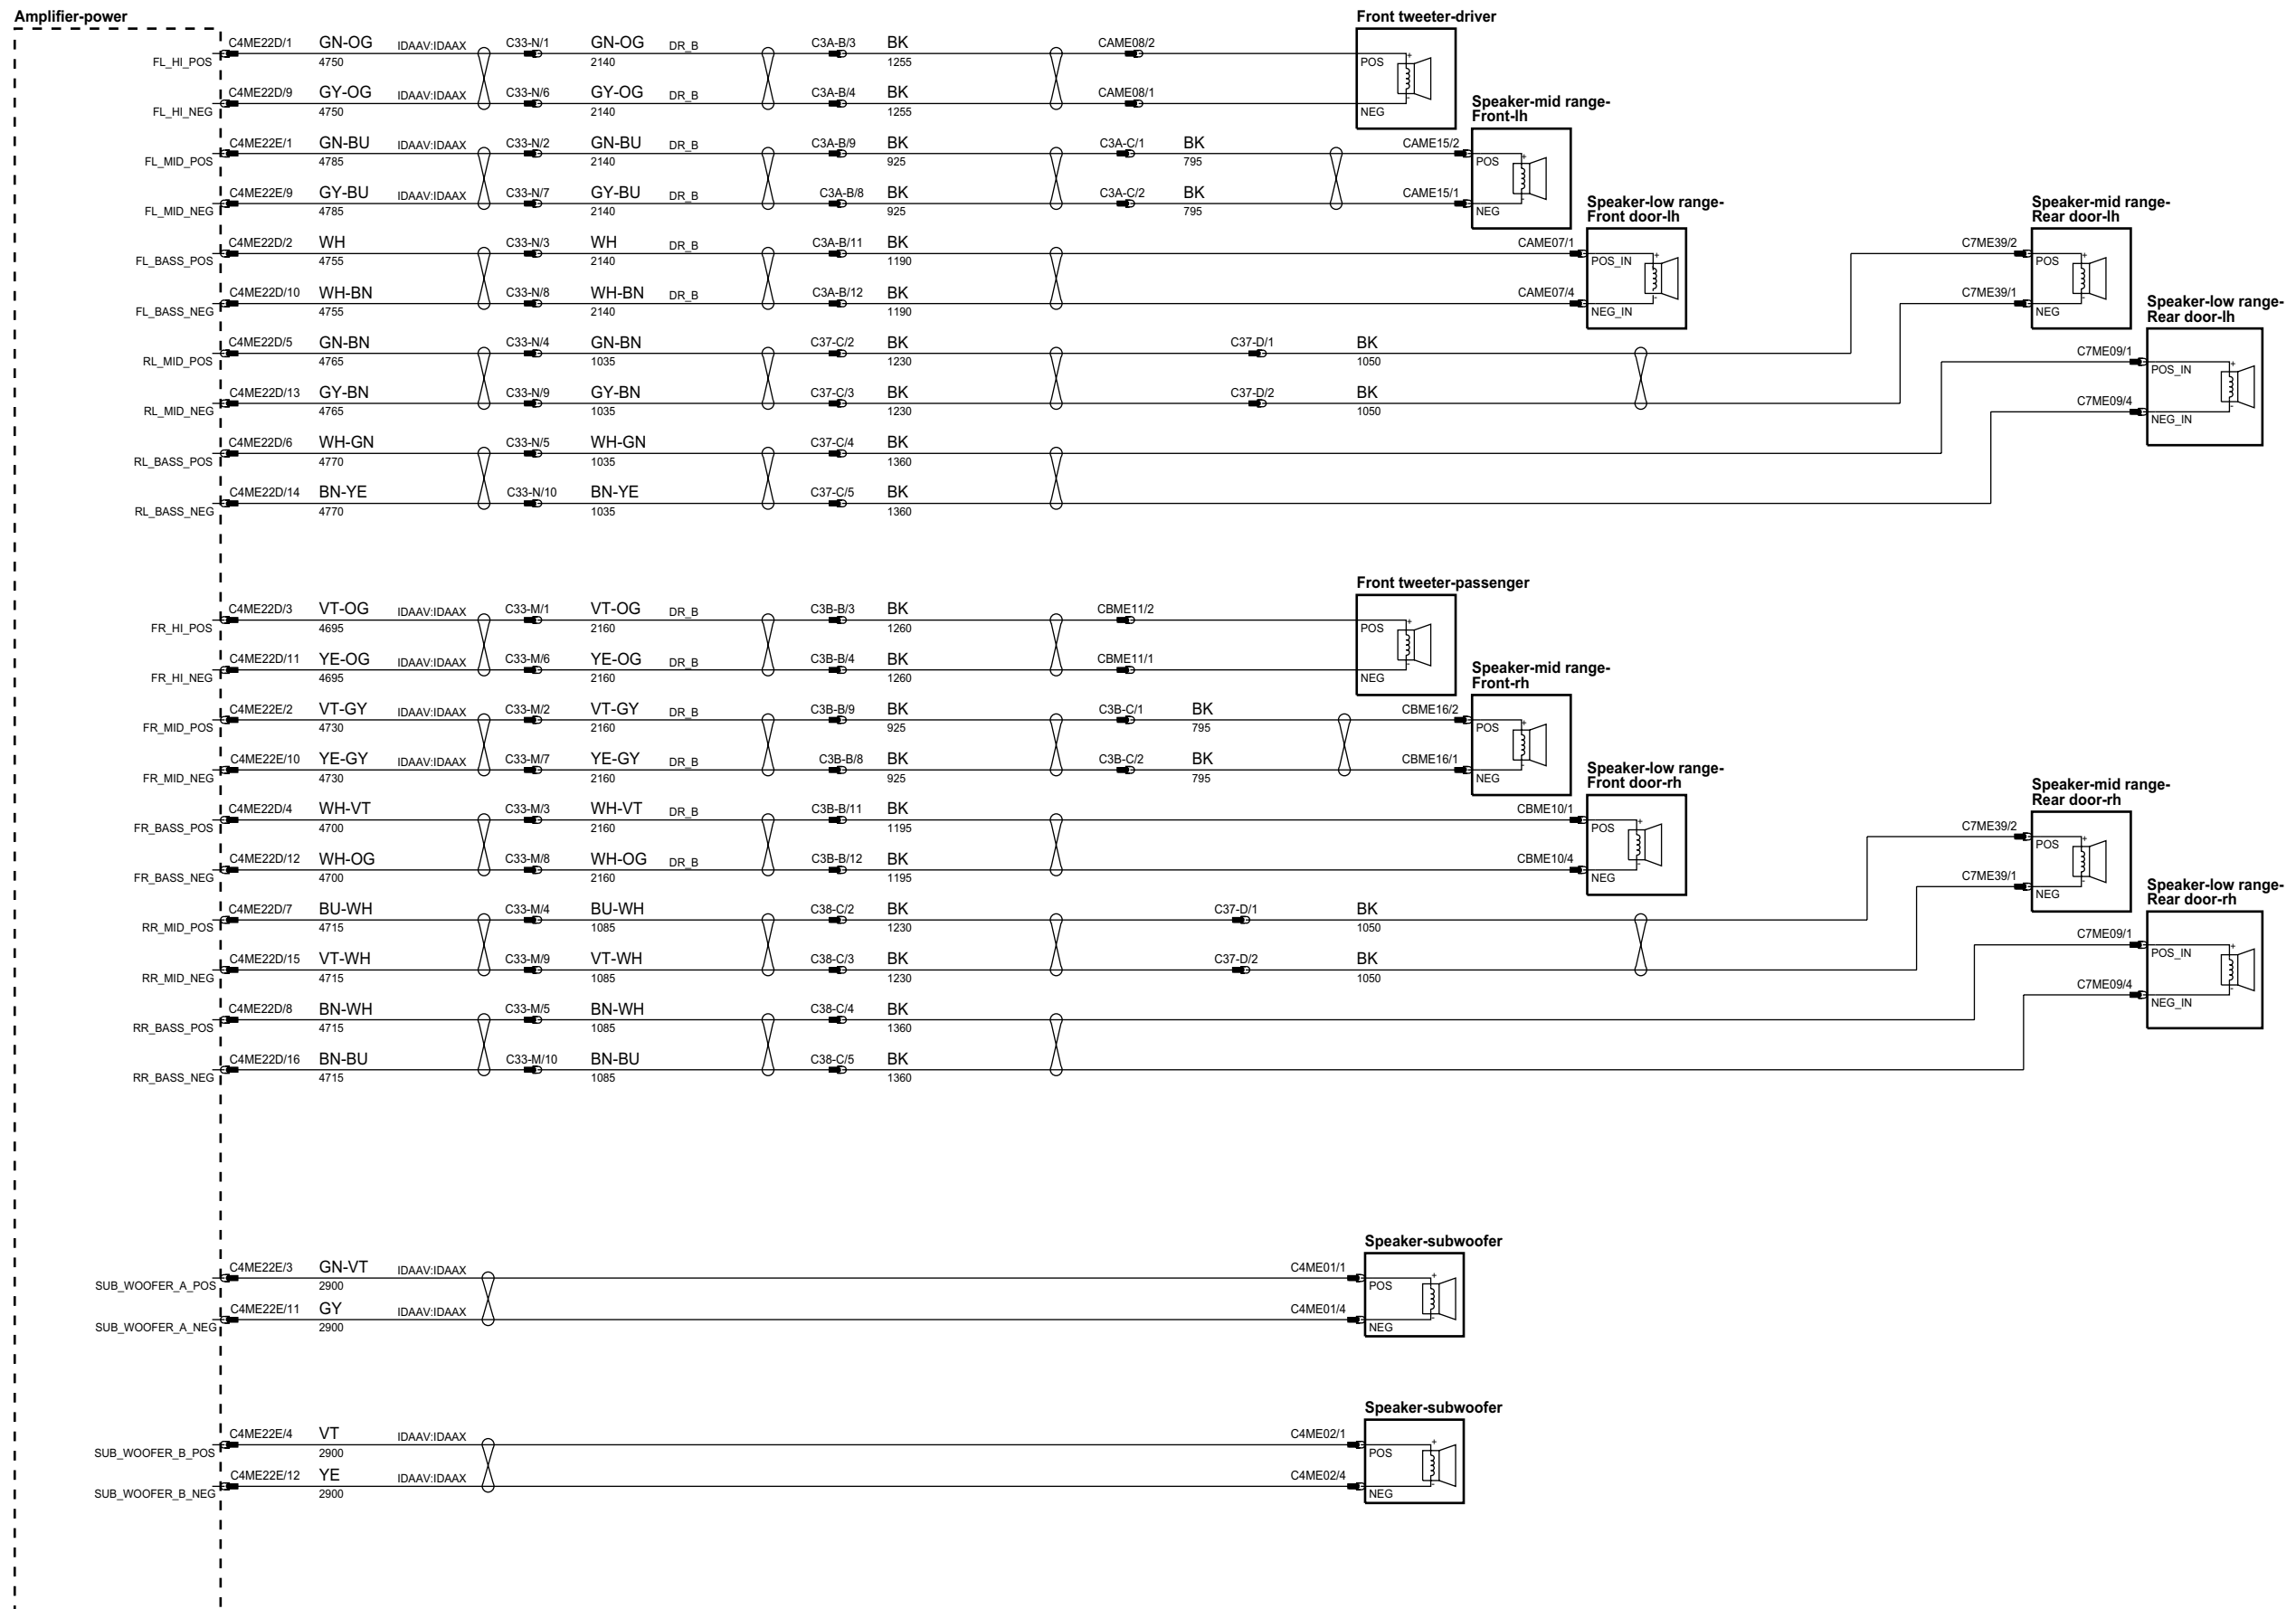 Amplifier-power
Front tweeter-driver
C4ME22D/1 GN-OG IDAAV:IDAAX C33-N/1 GN-OG DR_B C3A-B/3 BK CAME08/2
FL_HI_POS 4750 2140 1255 POS +
C4ME22D/9 GY-OG IDAAV:IDAAX C33-N/6 GY-OG DR_B C3A-B/4 BK CAME08/1 -
FL_HI_NEG 4750 2140 1255 NEG
Speaker-mid range-
Front-lh
C4ME22E/1 GN-BU IDAAV:IDAAX C33-N/2 GN-BU DR_B C3A-B/9 BK C3A-C/1 BK CAME15/2
FL_MID_POS 4785 2140 925 795 POS +
C4ME22E/9 GY-BU IDAAV:IDAAX C33-N/7 GY-BU DR_B C3A-B/8 BK C3A-C/2 BK CAME15/1 -
FL_MID_NEG 4785 2140 925 795 NEG
Speaker-low range-
Front door-lh
Speaker-mid range-
Rear door-lh
C4ME22D/2 WH C33-N/3 WH DR_B C3A-B/11 BK CAME07/1 C7ME39/2
FL_BASS_POS 4755 2140 1190 POS_IN + POS +
C4ME22D/10 WH-BN C33-N/8 WH-BN DR_B C3A-B/12 BK CAME07/4 - C7ME39/1 -
FL_BASS_NEG 4755 2140 1190 NEG_IN NEG
Speaker-low range-
Rear door-lh
C4ME22D/5 GN-BN C33-N/4 GN-BN C37-C/2 BK C37-D/1 BK C7ME09/1
RL_MID_POS 4765 1035 1230 1050 POS_IN +
C4ME22D/13 GY-BN C33-N/9 GY-BN C37-C/3 BK C37-D/2 BK C7ME09/4 -
RL_MID_NEG 4765 1035 1230 1050 NEG_IN
C4ME22D/6 WH-GN C33-N/5 WH-GN C37-C/4 BK
RL_BASS_POS 4770 1035 1360
C4ME22D/14 BN-YE C33-N/10 BN-YE C37-C/5 BK
RL_BASS_NEG 4770 1035 1360
Front tweeter-passenger
C4ME22D/3 VT-OG IDAAV:IDAAX C33-M/1 VT-OG DR_B C3B-B/3 BK CBME11/2
FR_HI_POS 4695 2160 1260 POS +
C4ME22D/11 YE-OG IDAAV:IDAAX C33-M/6 YE-OG DR_B C3B-B/4 BK CBME11/1 -
FR_HI_NEG 4695 2160 1260 NEG
Speaker-mid range-
Front-rh
C4ME22E/2 VT-GY IDAAV:IDAAX C33-M/2 VT-GY DR_B C3B-B/9 BK C3B-C/1 BK CBME16/2
FR_MID_POS 4730 2160 925 795 POS +
C4ME22E/10 YE-GY IDAAV:IDAAX C33-M/7 YE-GY DR_B C3B-B/8 BK C3B-C/2 BK CBME16/1 -
FR_MID_NEG 4730 2160 925 795 NEG
Speaker-low range-
Front door-rh
Speaker-mid range-
Rear door-rh
C4ME22D/4 WH-VT C33-M/3 WH-VT DR_B C3B-B/11 BK CBME10/1 C7ME39/2
FR_BASS_POS 4700 2160 1195 POS + POS +
C4ME22D/12 WH-OG C33-M/8 WH-OG DR_B C3B-B/12 BK CBME10/4 - C7ME39/1 -
FR_BASS_NEG 4700 2160 1195 NEG NEG
Speaker-low range-
Rear door-rh
C4ME22D/7 BU-WH C33-M/4 BU-WH C38-C/2 BK C37-D/1 BK C7ME09/1
RR_MID_POS 4715 1085 1230 1050 POS_IN +
C4ME22D/15 VT-WH C33-M/9 VT-WH C38-C/3 BK C37-D/2 BK C7ME09/4 -
RR_MID_NEG 4715 1085 1230 1050 NEG_IN
C4ME22D/8 BN-WH C33-M/5 BN-WH C38-C/4 BK
RR_BASS_POS 4715 1085 1360
C4ME22D/16 BN-BU C33-M/10 BN-BU C38-C/5 BK
RR_BASS_NEG 4715 1085 1360
Speaker-subwoofer
C4ME22E/3 GN-VT IDAAV:IDAAX C4ME01/1
SUB_WOOFER_A_POS 2900 POS +
C4ME22E/11 GY IDAAV:IDAAX C4ME01/4 -
SUB_WOOFER_A_NEG 2900 NEG
Speaker-subwoofer
C4ME22E/4 VT IDAAV:IDAAX C4ME02/1
SUB_WOOFER_B_POS 2900 POS +
C4ME22E/12 YE IDAAV:IDAAX C4ME02/4 -
SUB_WOOFER_B_NEG 2900 NEG